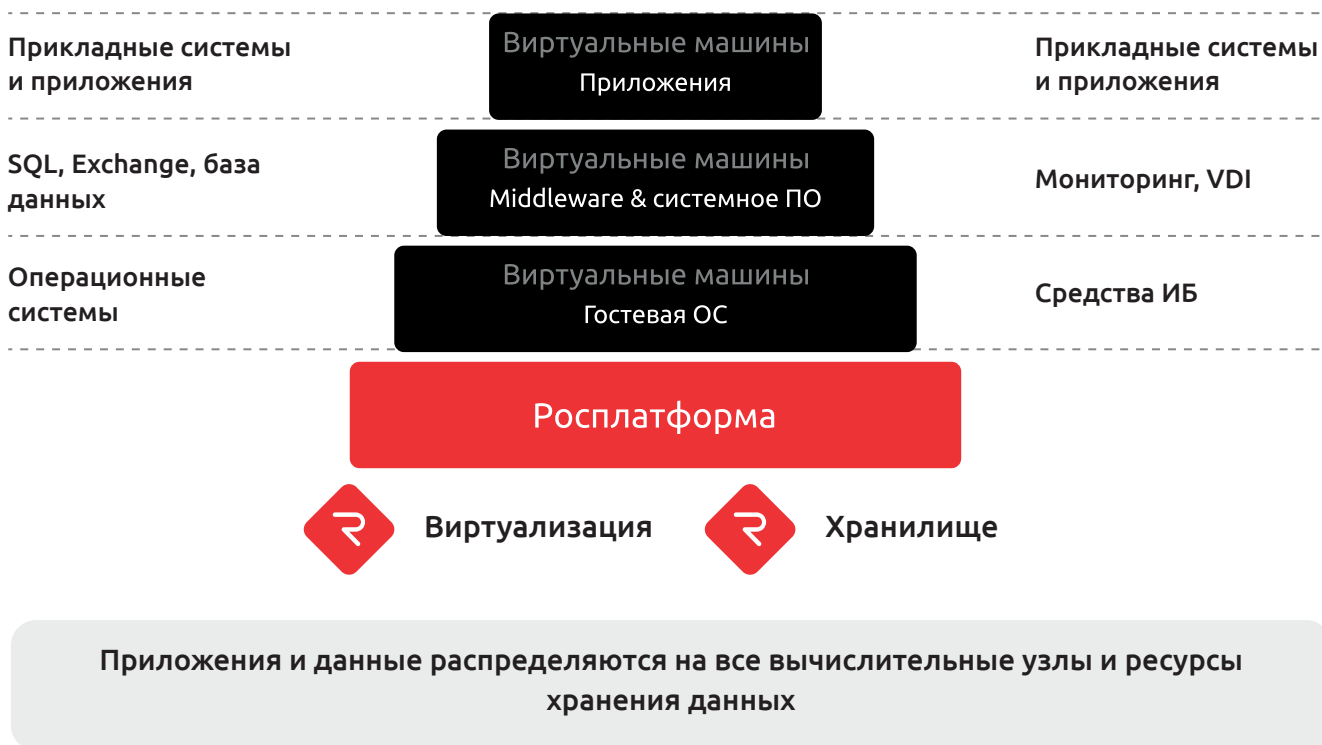 Прикладные системы
и приложения
Виртуальные машины
Приложения
Прикладные системы
и приложения
SQL, Exchange, база
данных
Виртуальные машины
Middleware & системное ПО
Мониторинг, VDI
Операционные
системы
Виртуальные машины
Гостевая ОС
Средства ИБ
Росплатформа
Виртуализация
Хранилище
Приложения и данные распределяются на все вычислительные узлы и ресурсы
хранения данных